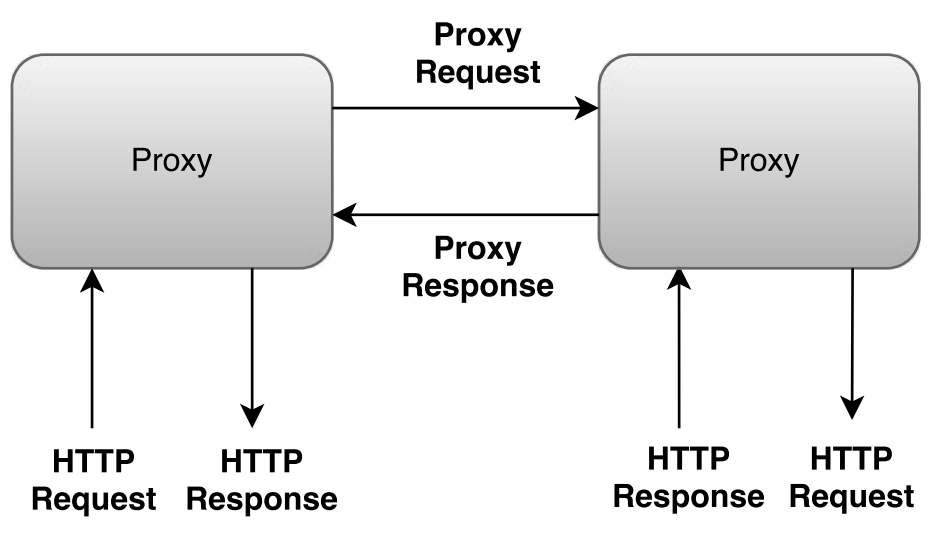 Proxy
Request
Proxy
Proxy
Proxy
Response
HTTP
Request
HTTP
Response
HTTP
Response
HTTP
Request